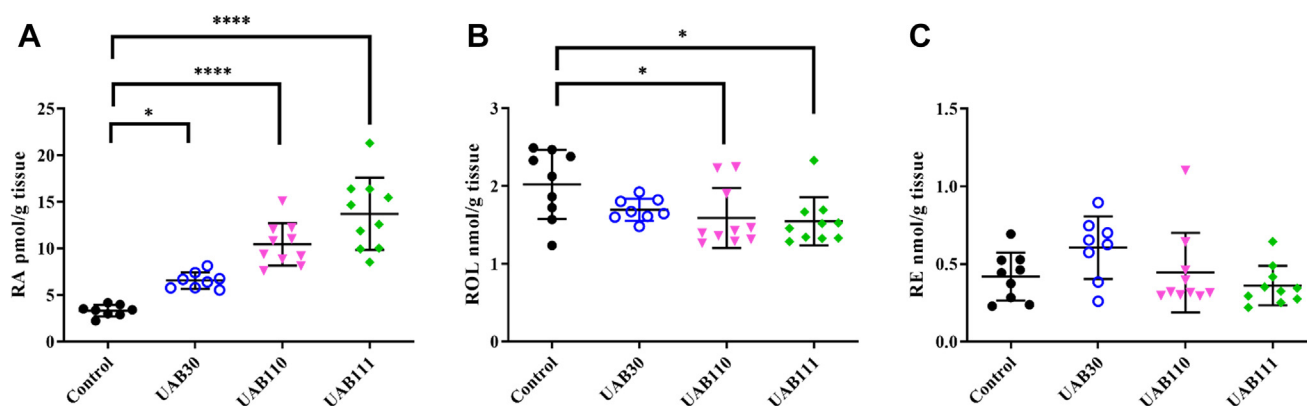 A
****
****
*
RA pmol/g tissue
25
20
15
10
5
0
Control
UAB30
UAB110
UAB111
B
*
*
ROL nmol/g tissue
3
2
1
0
Control
UAB30
UAB110
UAB111
C
RE nmol/g tissue
1.5
1.0
0.5
0.0
Control
UAB30
UAB110
UAB111